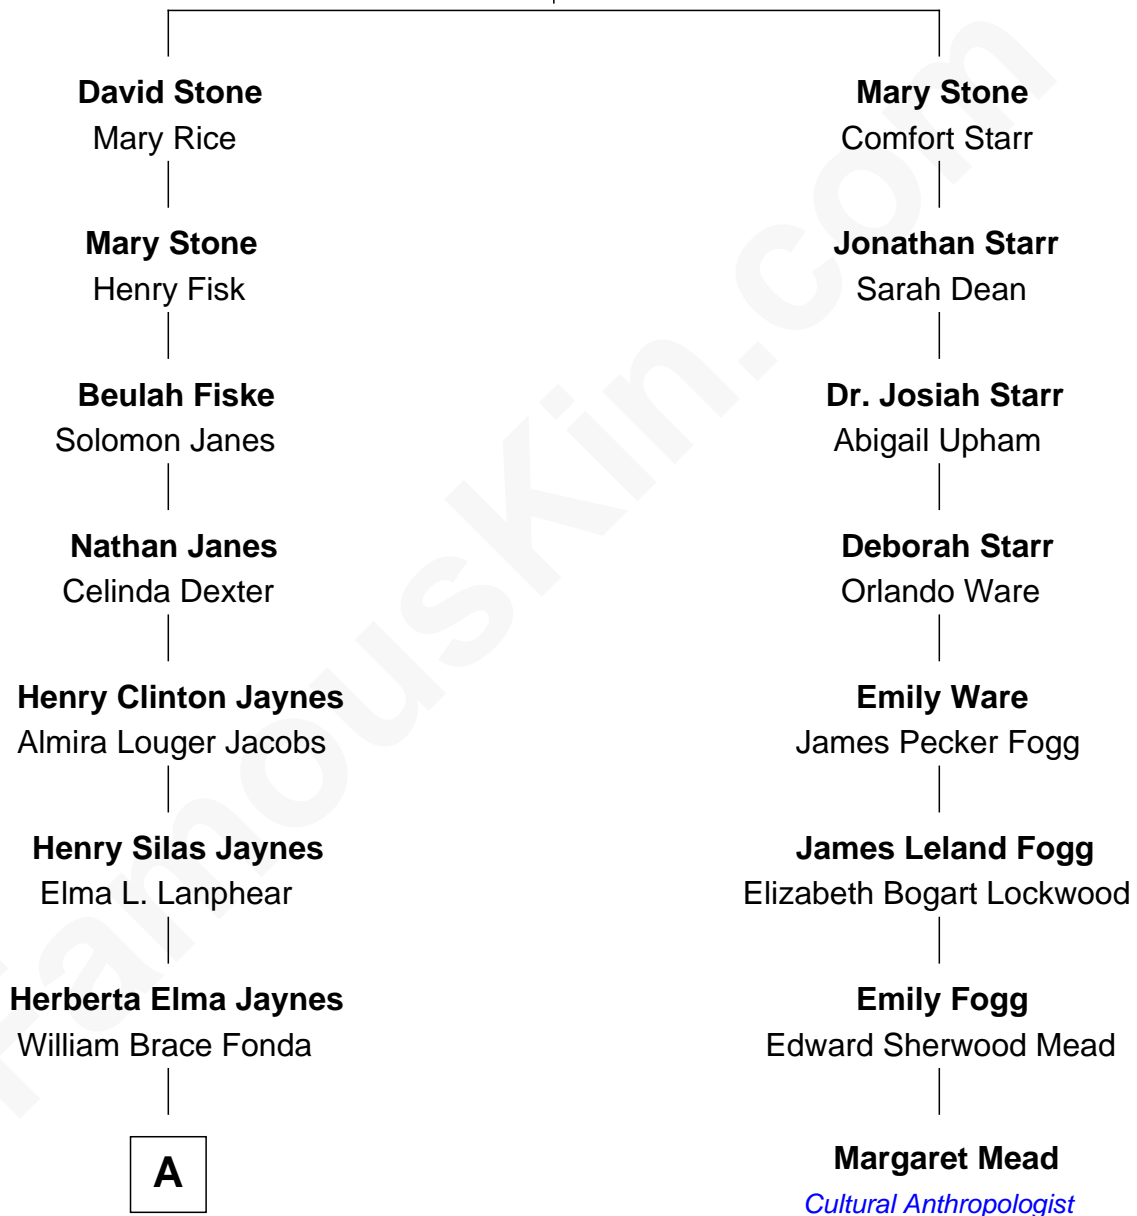 David Stone
Mary Rice
Mary Stone
Henry Fisk
Beulah Fiske
Solomon Janes
Nathan Janes
Celinda Dexter
Henry Clinton Jaynes
Almira Louger Jacobs
Henry Silas Jaynes
Elma L. Lanphear
Herberta Elma Jaynes
William Brace Fonda
A
Mary Stone
Comfort Starr
Jonathan Starr
Sarah Dean
Dr. Josiah Starr
Abigail Upham
Deborah Starr
Orlando Ware
Emily Ware
James Pecker Fogg
James Leland Fogg
Elizabeth Bogart Lockwood
Emily Fogg
Edward Sherwood Mead
Margaret Mead
Cultural Anthropologist
FamousKin.com